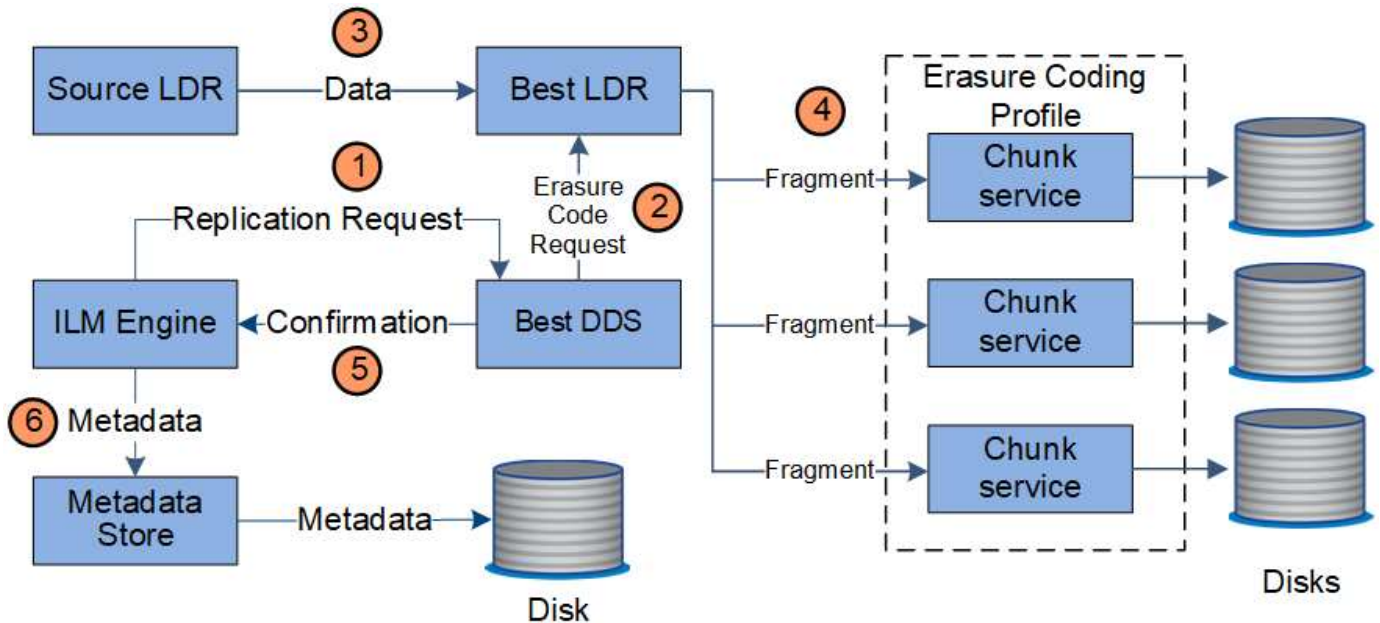 3
Source LDR
Data
Best LDR
4
Erasure Coding
Profile
Chunk
service
Fragment
1
Replication Request
Erasure
Code
Request
2
ILM Engine
Confirmation
Best DDS
5
Fragment
Chunk
service
6
Metadata
Metadata
Store
Metadata
Disk
Fragment
Chunk
service
Disks